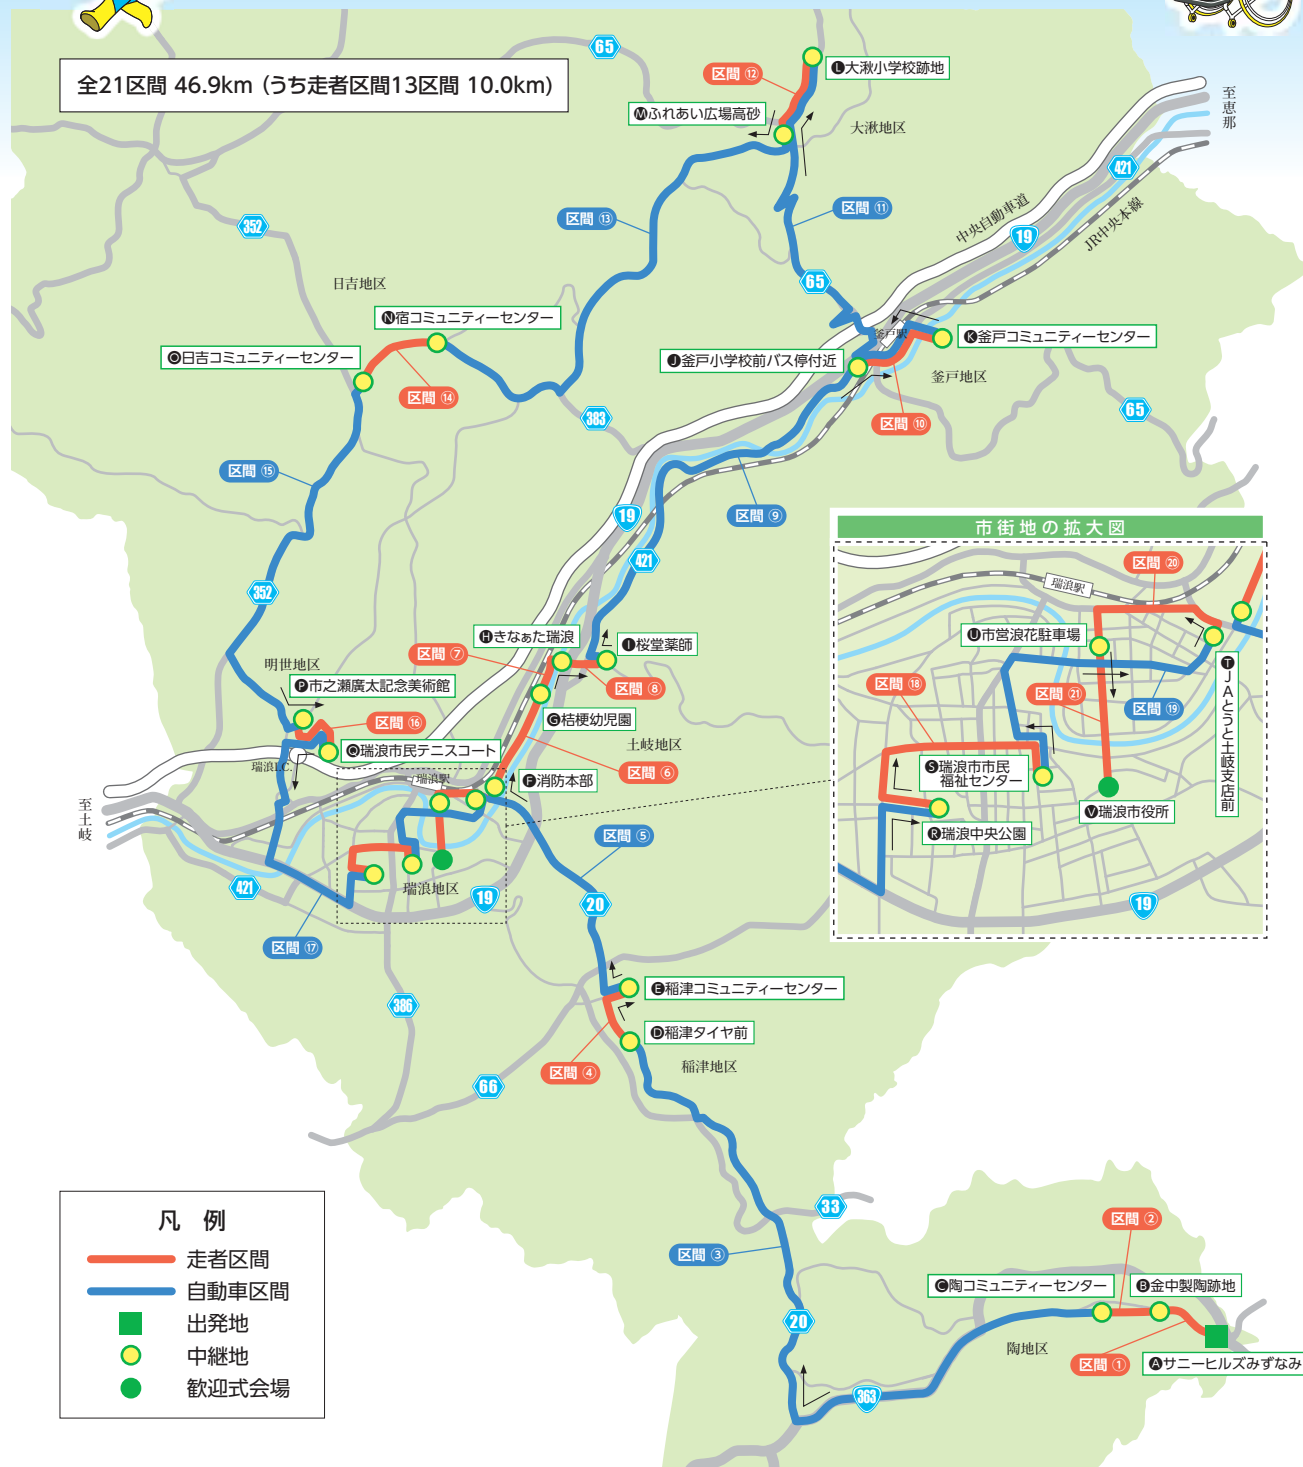 全21区間 46.9km（うち走者区間13区間 10.0km）
65
区間 ⑫
Ⓛ大湫小学校跡地
Ⓜふれあい広場高砂
大湫地区
至恵那
421
中央自動車道
19
JR中央本線
352
区間 ⑬
区間 ⑪
日吉地区
65
Ⓝ宿コミュニティーセンター
釜戸駅
Ⓚ釜戸コミュニティーセンター
Ⓞ日吉コミュニティーセンター
Ⓙ釜戸小学校前バス停付近
釜戸地区
区間 ⑭
383
区間 ⑩
65
区間 ⑮
19
区間 ⑨
421
352
Ⓗきなぁた瑞浪
Ⓘ桜堂薬師
区間 ⑦
明世地区
区間 ⑧
Ⓟ市之瀬廣太記念美術館
Ⓖ桔梗幼児園
区間 ⑯
土岐地区
Ⓠ瑞浪市民テニスコート
瑞浪I.C.
区間 ⑥
瑞浪駅
Ⓕ消防本部
至土岐
区間 ⑤
421
瑞浪地区
19
20
区間 ⑰
市街地の拡大図
区間 ⑳
瑞浪駅
Ⓤ市営浪花駐車場
区間 ⑱
区間 ㉑
区間 ⑲
ⓉJAとうと土岐支店前
Ⓢ瑞浪市市民
福祉センター
Ⓥ瑞浪市役所
Ⓡ瑞浪中央公園
19
Ⓔ稲津コミュニティーセンター
386
Ⓓ稲津タイヤ前
区間 ④
稲津地区
66
33
区間 ②
区間 ③
Ⓒ陶コミュニティーセンター
Ⓑ金中製陶跡地
20
陶地区
区間 ①
Ⓐサニーヒルズみずなみ
363
凡 例
走者区間
自動車区間
出発地
中継地
歓迎式会場